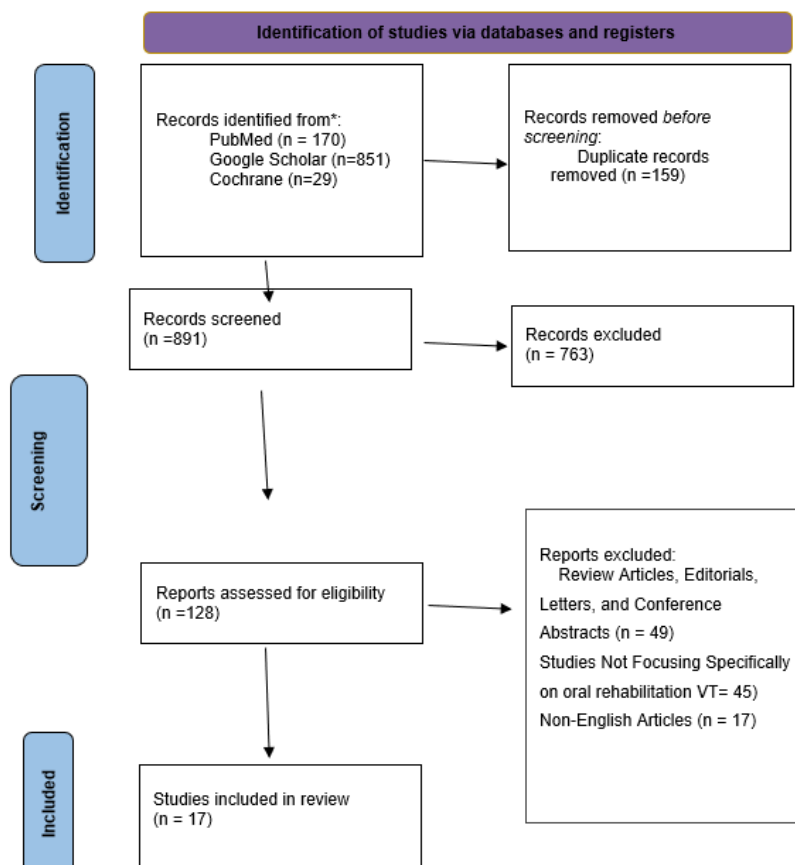 Identification of studies via databases and registers
Identification
Records identified from*:
PubMed (n = 170)
Google Scholar (n=851)
Cochrane (n=29)
Records removed before
screening:
Duplicate records
removed (n =159)
Records screened
(n =891)
Records excluded
(n = 763)
Screening
Reports assessed for eligibility
(n =128)
Reports excluded:
Review Articles, Editorials,
Letters, and Conference
Abstracts (n = 49)
Studies Not Focusing Specifically
on oral rehabilitation VT= 45)
Non-English Articles (n = 17)
Included
Studies included in review
(n = 17)